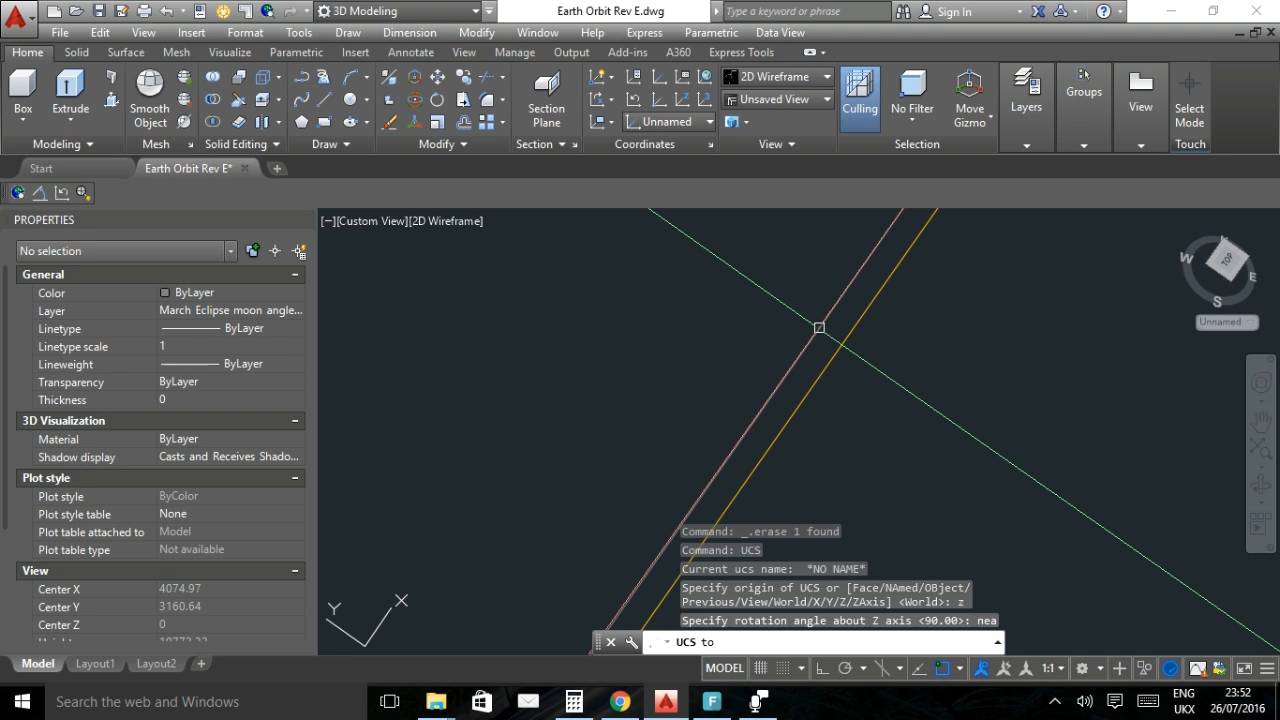 3D Modeling
Earth Orbit Rev E.dwg
Type a keyword or phrase
Sign In
File Edit View Insert Format Tools Draw Dimension Modify Window Help Express Parametric Data View
Home Solid Surface Mesh Visualize Parametric Insert Annotate View Manage Output Add-ins A360 Express Tools
2D Wireframe
Unsaved View
Unnamed
Box Extrude Smooth Object Section Plane Culling No Filter Move Gizmo Layers Groups View Select Mode
Modeling Mesh Solid Editing Draw Modify Section Coordinates View Selection Touch
Start Earth Orbit Rev E*
PROPERTIES
[−][Custom View][2D Wireframe]
No selection
General
Color ByLayer
Layer March Eclipse moon angle...
Linetype ByLayer
Linetype scale 1
Lineweight ByLayer
Transparency ByLayer
Thickness 0
3D Visualization
Material ByLayer
Shadow display Casts and Receives Shado...
Plot style
Plot style ByColor
Plot style table None
Plot table attached to Model
Plot table type Not available
View
Center X 4074.97
Center Y 3160.64
Center Z 0
TOP
W
E
S
Unnamed
Y X
Command: _.erase 1 found
Command: UCS
Current ucs name: *NO NAME*
Specify origin of UCS or [Face/NAmed/OBject/
Previous/View/World/X/Y/Z/ZAxis] <World>: z
Specify rotation angle about Z axis <90.00>: nea
UCS to
Model Layout1 Layout2 +
MODEL
1:1
Search the web and Windows
ENG
UKX
23:52
26/07/2016